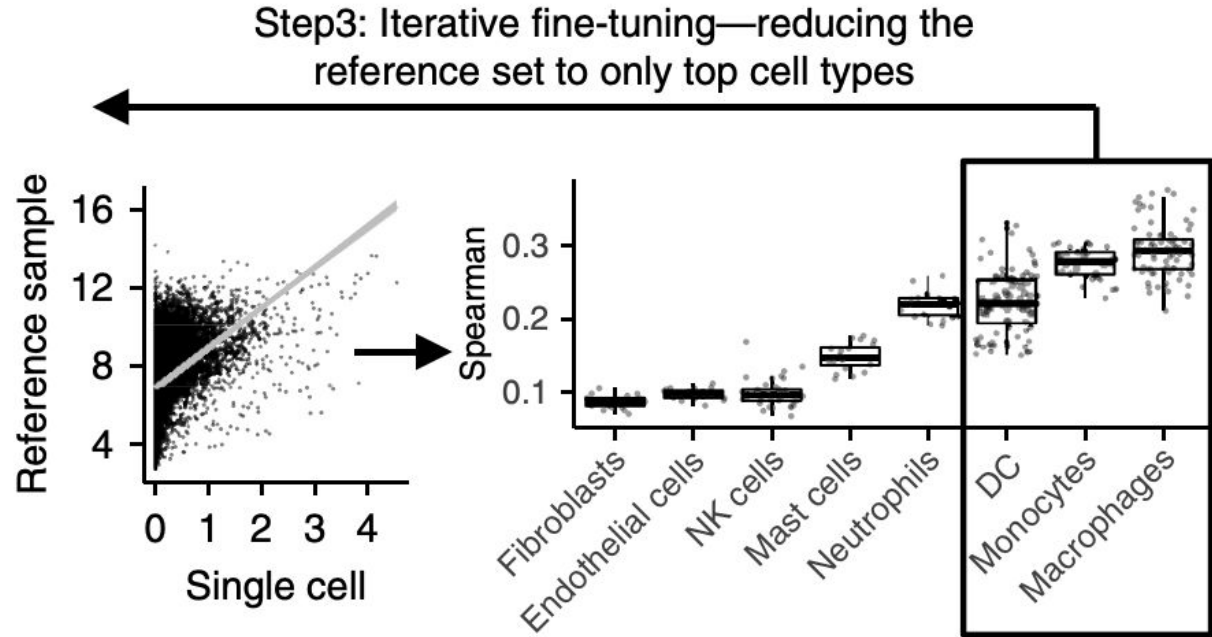 Step3: Iterative fine-tuning—reducing the
reference set to only top cell types
Reference sample
16
12
8
4
0 1 2 3 4
Single cell
Spearman
0.3
0.2
0.1
Fibroblasts
Endothelial cells
NK cells
Mast cells
Neutrophils
DC
Monocytes
Macrophages